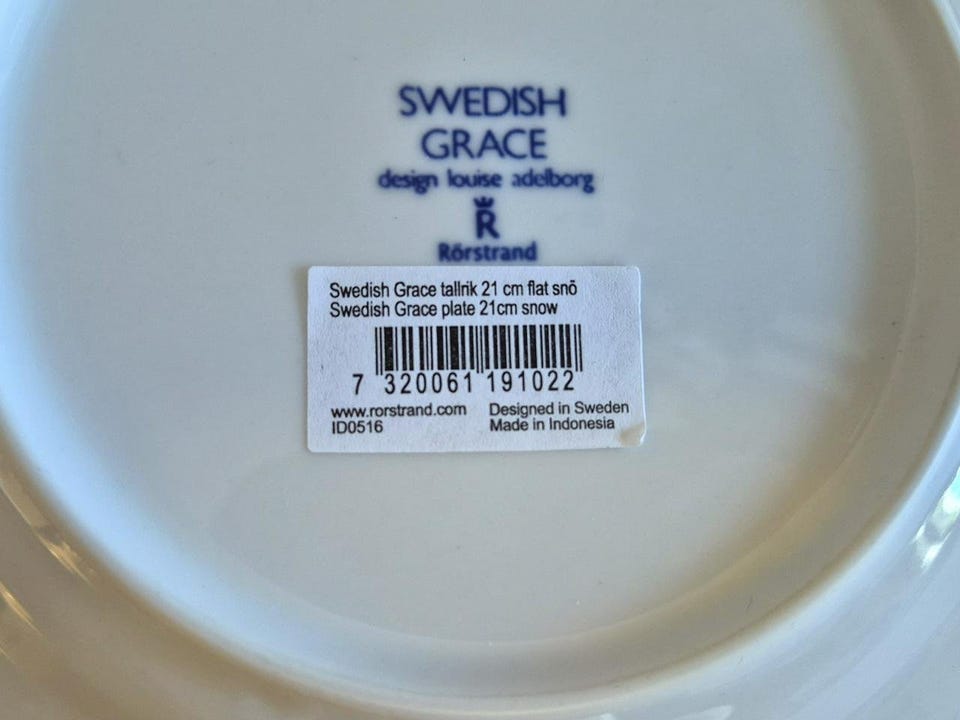 SWEDISH
GRACE
design louise adelborg
R
Rörstrand
Swedish Grace tallrik 21 cm flat snö
Swedish Grace plate 21cm snow
7 320061 191022
www.rorstrand.com Designed in Sweden
ID0516 Made in Indonesia